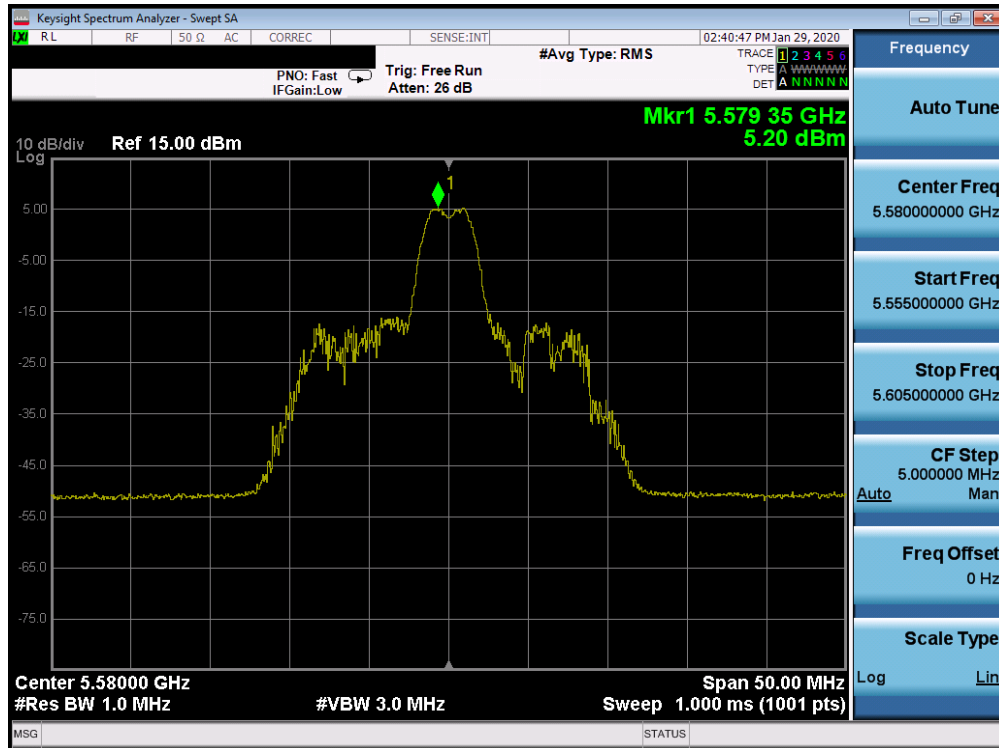 Keysight Spectrum Analyzer - Swept SA
LXI RL RF 50 Ω AC CORREC SENSE:INT 02:40:47 PM Jan 29, 2020
#Avg Type: RMS TRACE 1 2 3 4 5 6
PNO: Fast Trig: Free Run TYPE A WWWWW
IFGain:Low Atten: 26 dB DET A N N N N N
Mkr1 5.579 35 GHz
5.20 dBm
10 dB/div Ref 15.00 dBm
Log
1
5.00
-5.00
-15.0
-25.0
-35.0
-45.0
-55.0
-65.0
-75.0
Center 5.58000 GHz Span 50.00 MHz
#Res BW 1.0 MHz #VBW 3.0 MHz Sweep 1.000 ms (1001 pts)
MSG STATUS
Frequency
Auto Tune
Center Freq
5.580000000 GHz
Start Freq
5.555000000 GHz
Stop Freq
5.605000000 GHz
CF Step
5.000000 MHz
Auto Man
Freq Offset
0 Hz
Scale Type
Log Lin